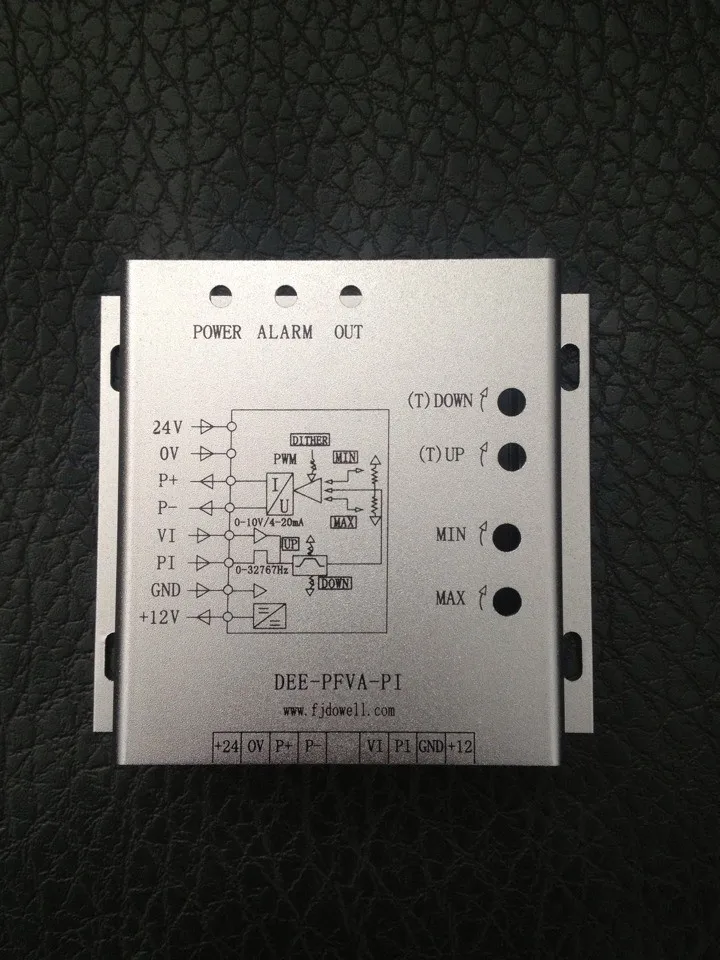 POWER ALARM OUT
(T)DOWN
(T)UP
MIN
MAX
24V
0V
P+
P-
VI
PI
GND
+12V
DITHER
PWM
MIN
I
U
MAX
0-10V/4-20mA
UP
0-32767Hz
DOWN
DEE-PFVA-PI
www.fjdowell.com
+24 0V P+ P- VI PI GND +12